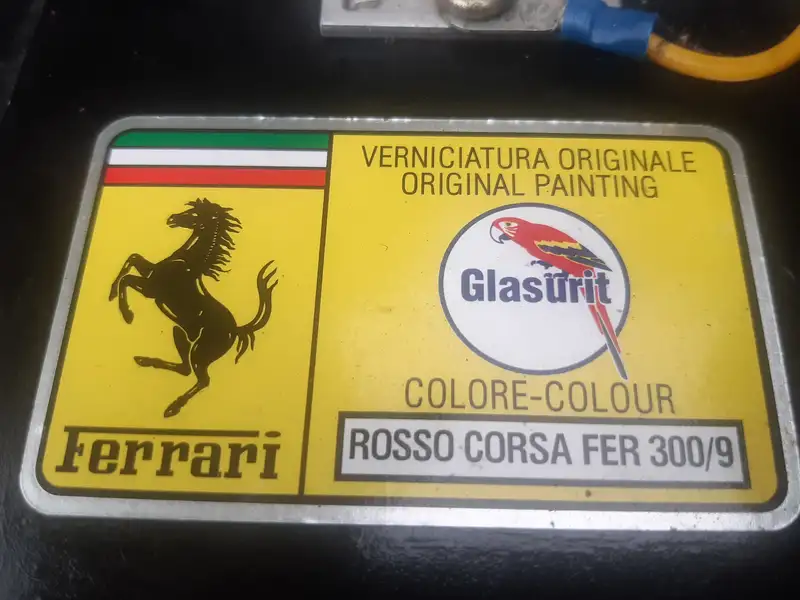 Ferrari
VERNICIATURA ORIGINALE
ORIGINAL PAINTING
Glasurit
COLORE-COLOUR
ROSSO CORSA FER 300/9